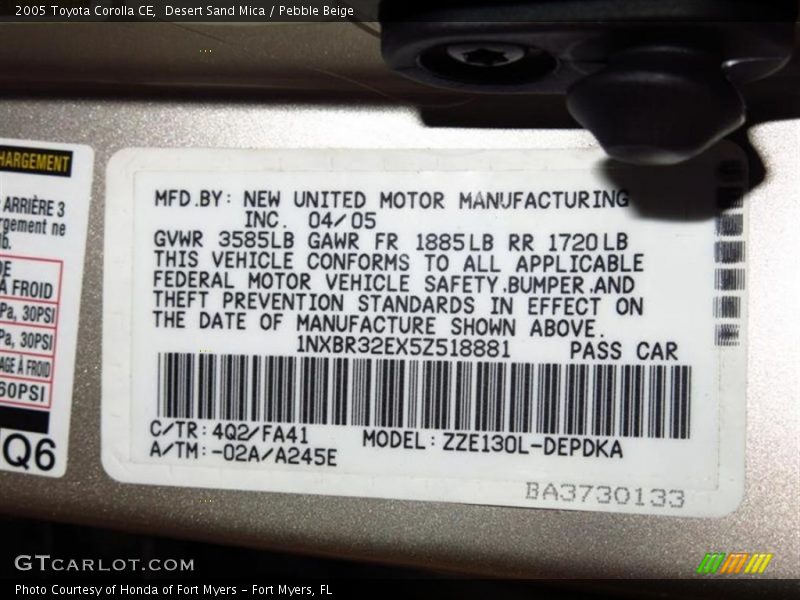 2005 Toyota Corolla CE, Desert Sand Mica / Pebble Beige
HARGEMENT
ARRIÈRE 3
rgement ne
lb.
DE
À FROID
Pa, 30PSI
Pa, 30PSI
AGE À FROID
60PSI
Q6
MFD.BY: NEW UNITED MOTOR MANUFACTURING
INC. 04/05
GVWR 3585LB GAWR FR 1885LB RR 1720LB
THIS VEHICLE CONFORMS TO ALL APPLICABLE
FEDERAL MOTOR VEHICLE SAFETY,BUMPER,AND
THEFT PREVENTION STANDARDS IN EFFECT ON
THE DATE OF MANUFACTURE SHOWN ABOVE.
1NXBR32EX5Z518881 PASS CAR
C/TR:4Q2/FA41 MODEL:ZZE130L-DEPDKA
A/TM:-02A/A245E
BA3730133
GTCARLOT.COM
Photo Courtesy of Honda of Fort Myers - Fort Myers, FL